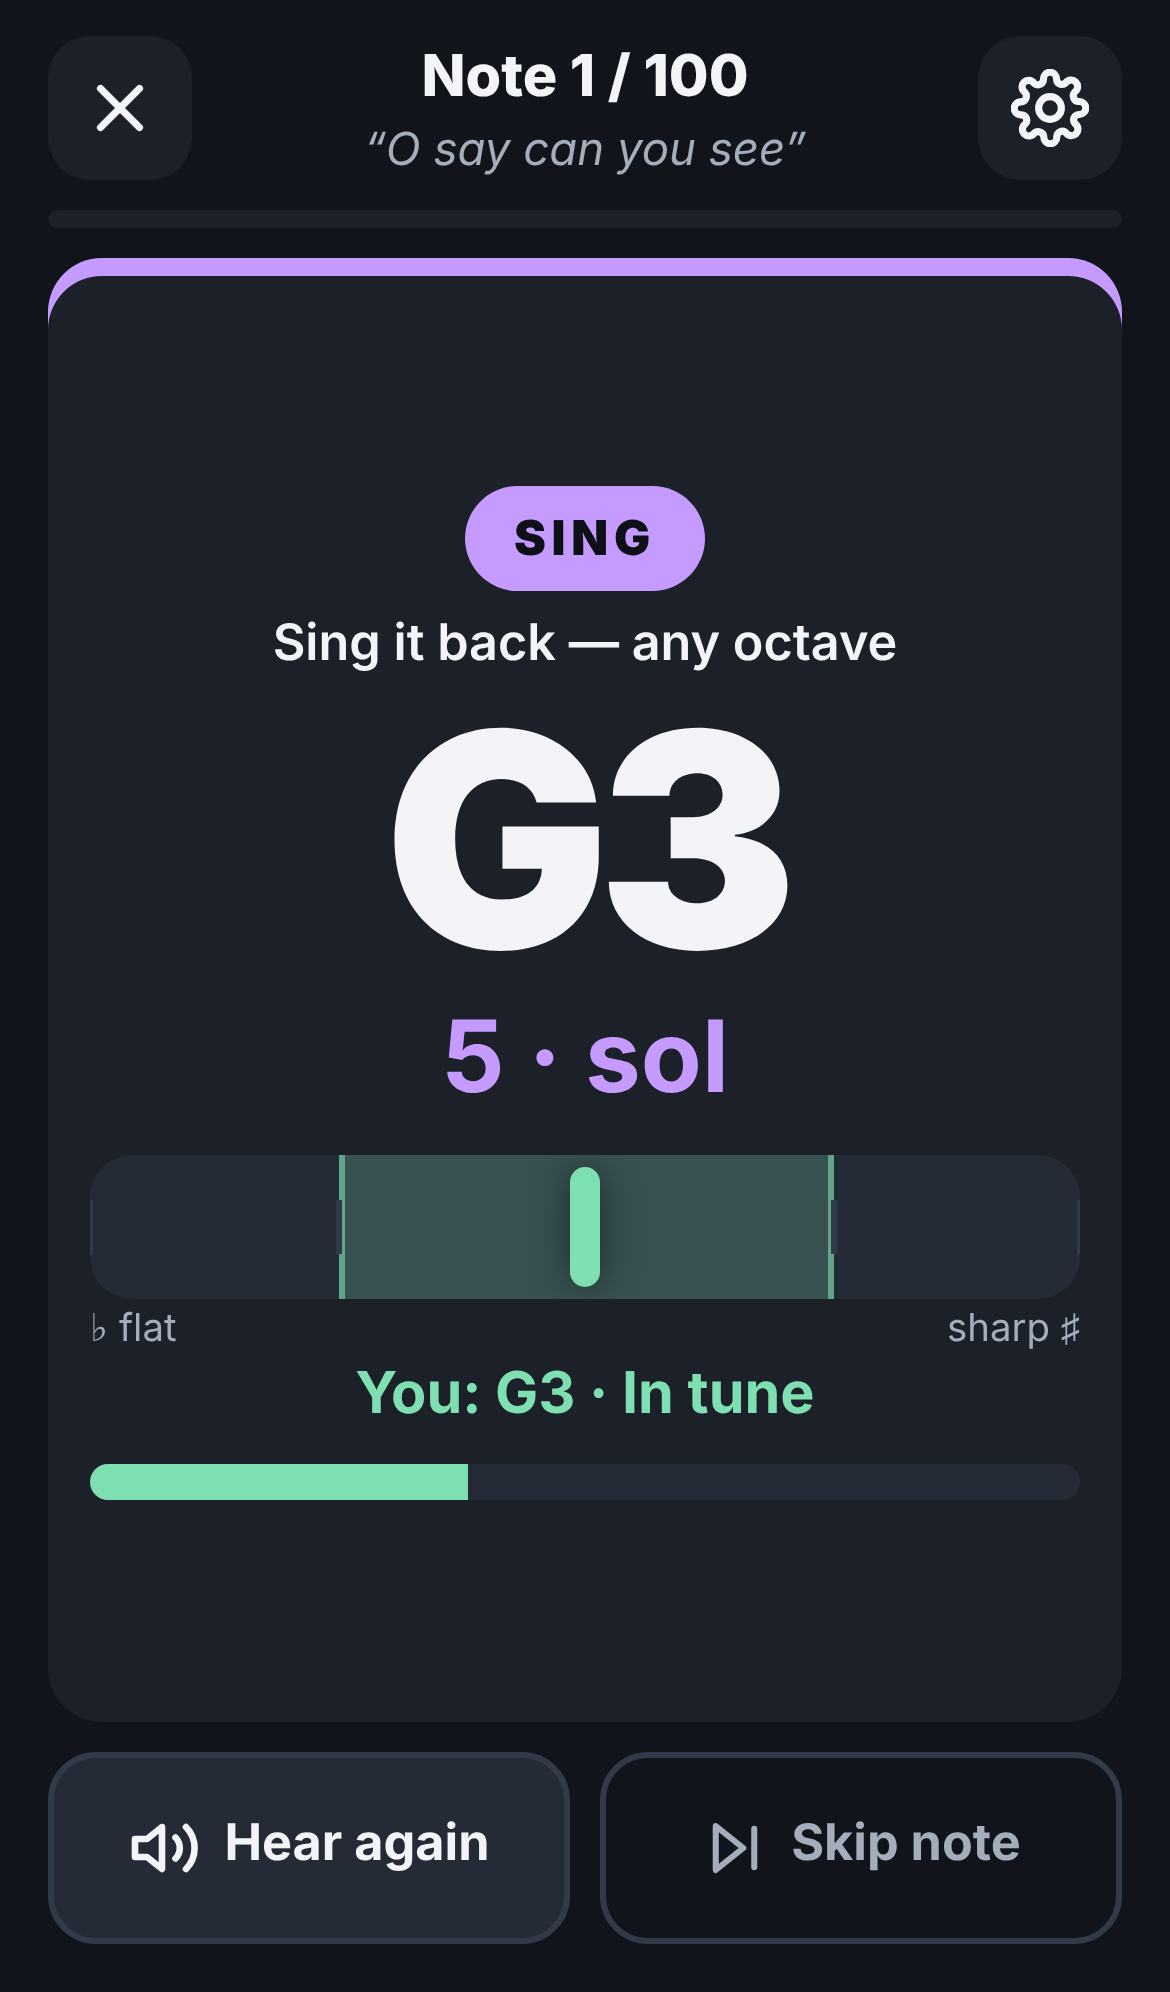 Note 1 / 100
“O say can you see”
SING
Sing it back — any octave
G3
5 · sol
♭ flat
sharp ♯
You: G3 · In tune
Hear again
Skip note